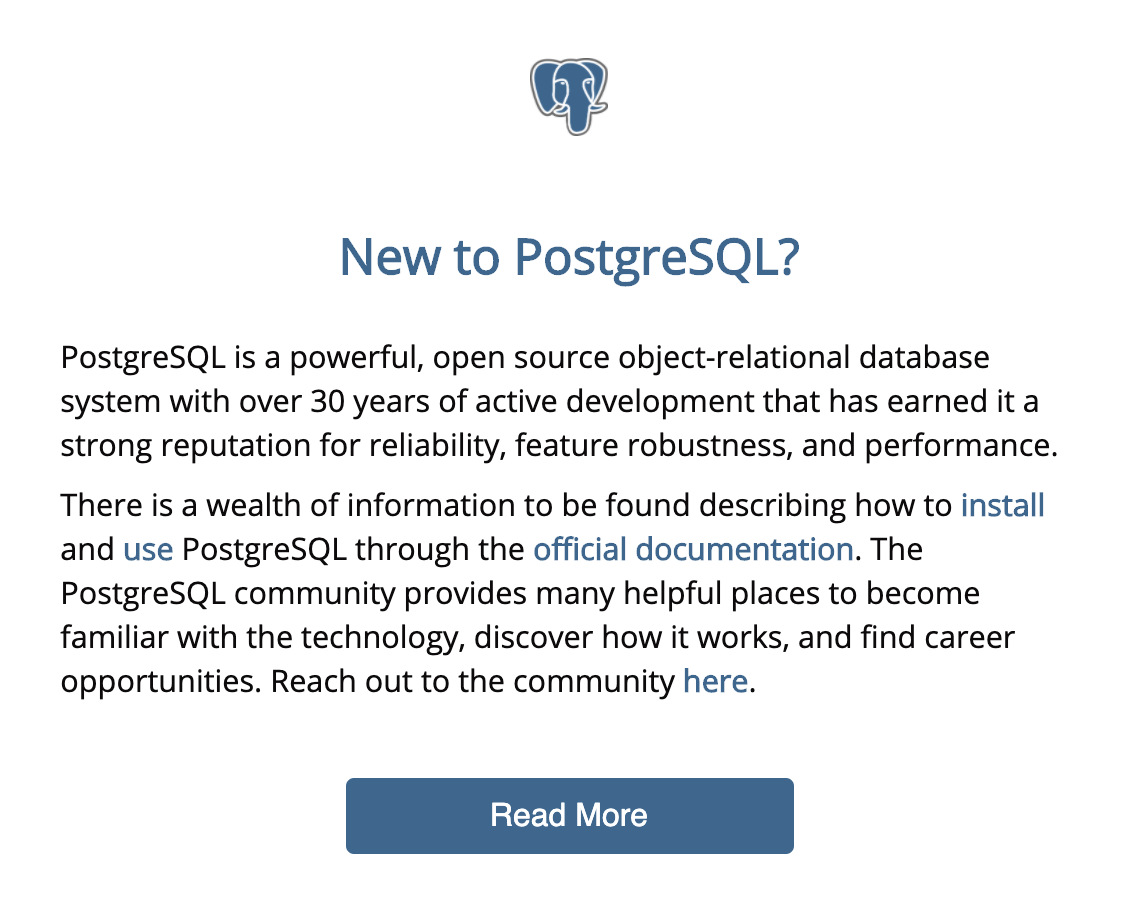 New to PostgreSQL?
PostgreSQL is a powerful, open source object-relational database
system with over 30 years of active development that has earned it a
strong reputation for reliability, feature robustness, and performance.
There is a wealth of information to be found describing how to install
and use PostgreSQL through the official documentation. The
PostgreSQL community provides many helpful places to become
familiar with the technology, discover how it works, and find career
opportunities. Reach out to the community here.
Read More